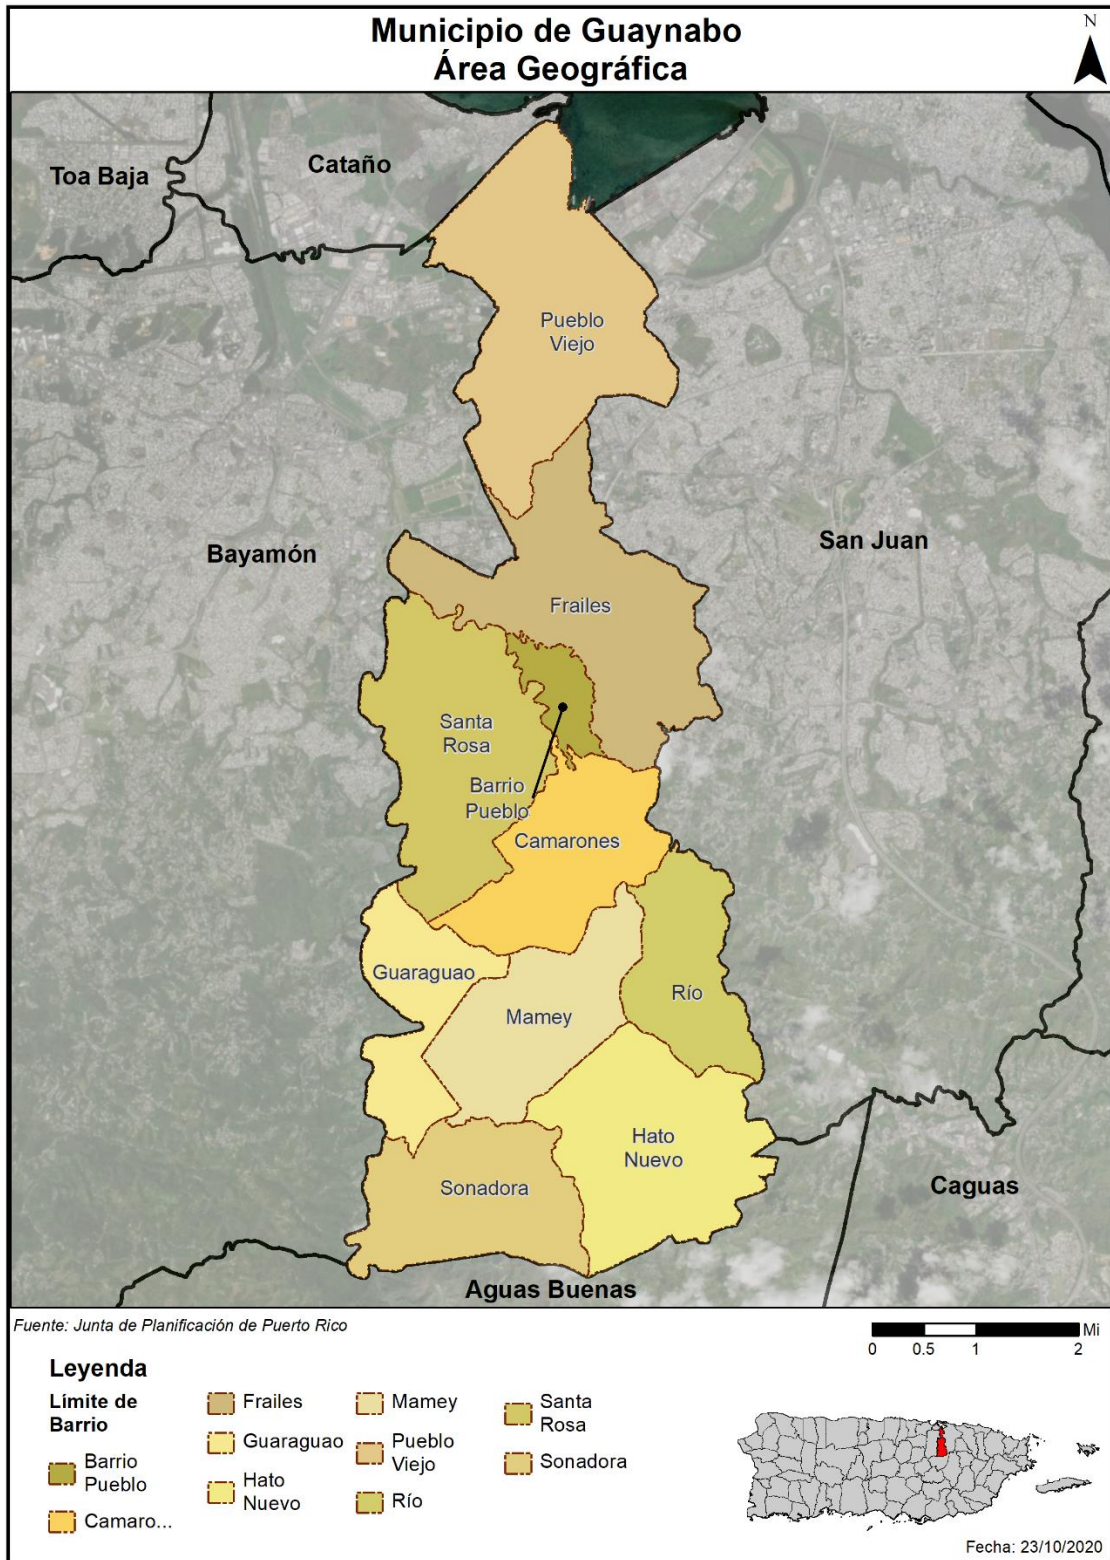 Municipio de Guaynabo
Área Geográfica
N
Toa Baja
Cataño
Pueblo
Viejo
Bayamón
San Juan
Frailes
Santa
Rosa
Barrio
Pueblo
Camarones
Guaraguao
Río
Mamey
Hato
Nuevo
Sonadora
Caguas
Aguas Buenas
Fuente: Junta de Planificación de Puerto Rico
Mi
0 0.5 1 2
Leyenda
Límite de
Barrio
Barrio
Pueblo
Camaro...
Frailes
Guaraguao
Hato
Nuevo
Mamey
Pueblo
Viejo
Río
Santa
Rosa
Sonadora
Fecha: 23/10/2020